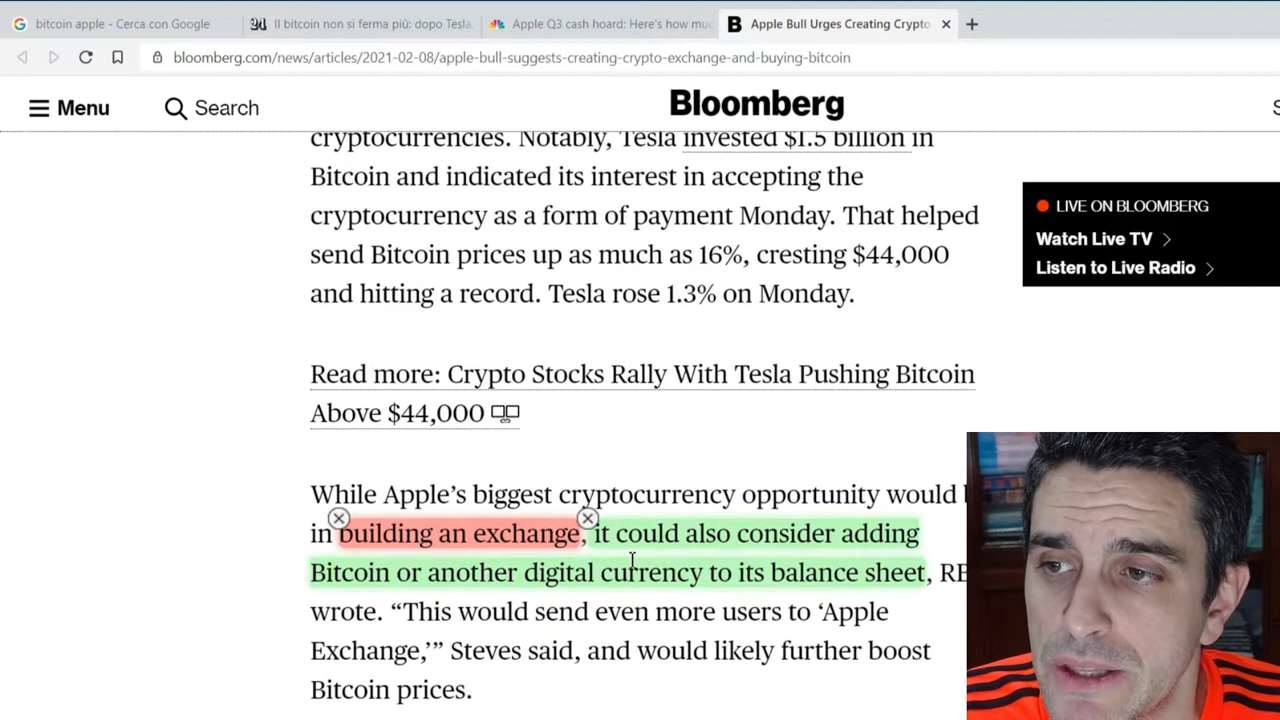 bitcoin apple - Cerca con Google
Il bitcoin non si ferma più: dopo Tesla,
Apple Q3 cash hoard: Here's how muc
Apple Bull Urges Creating Crypto
bloomberg.com/news/articles/2021-02-08/apple-bull-suggests-creating-crypto-exchange-and-buying-bitcoin
Menu
Search
Bloomberg
S
cryptocurrencies. Notably, Tesla invested $1.5 billion in
Bitcoin and indicated its interest in accepting the
cryptocurrency as a form of payment Monday. That helped
send Bitcoin prices up as much as 16%, cresting $44,000
and hitting a record. Tesla rose 1.3% on Monday.
LIVE ON BLOOMBERG
Watch Live TV
Listen to Live Radio
Read more: Crypto Stocks Rally With Tesla Pushing Bitcoin
Above $44,000
While Apple’s biggest cryptocurrency opportunity would
in building an exchange, it could also consider adding
Bitcoin or another digital currency to its balance sheet,
wrote. “This would send even more users to ‘Apple
Exchange,’” Steves said, and would likely further boost
Bitcoin prices.